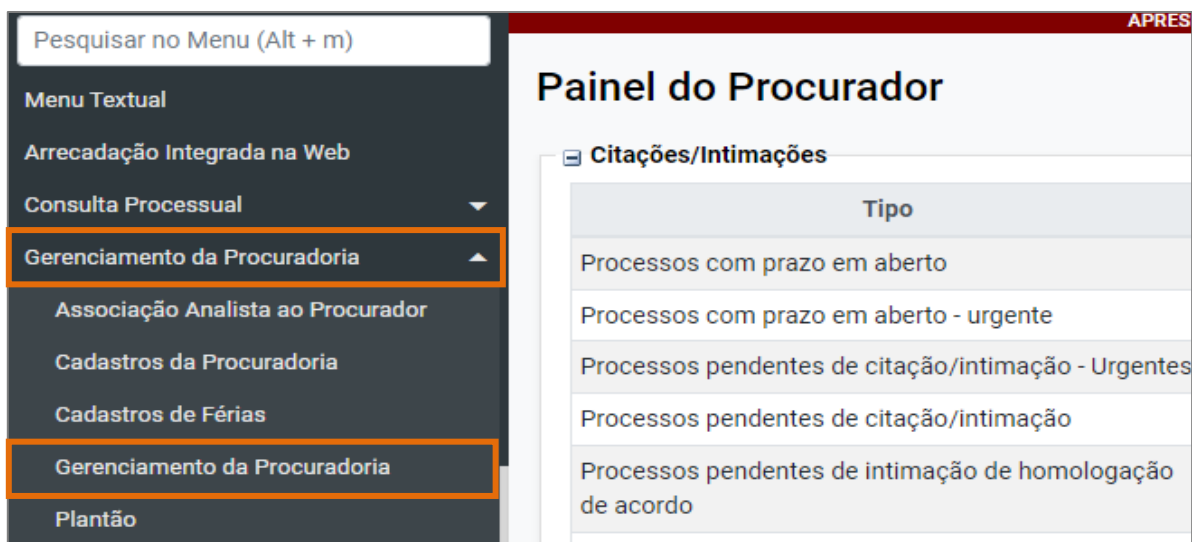 Pesquisar no Menu (Alt + m)
Menu Textual
Arrecadação Integrada na Web
Consulta Processual
Gerenciamento da Procuradoria
Associação Analista ao Procurador
Cadastros da Procuradoria
Cadastros de Férias
Gerenciamento da Procuradoria
Plantão
APRES
Painel do Procurador
Citações/Intimações
Tipo
Processos com prazo em aberto
Processos com prazo em aberto - urgente
Processos pendentes de citação/intimação - Urgentes
Processos pendentes de citação/intimação
Processos pendentes de intimação de homologação
de acordo